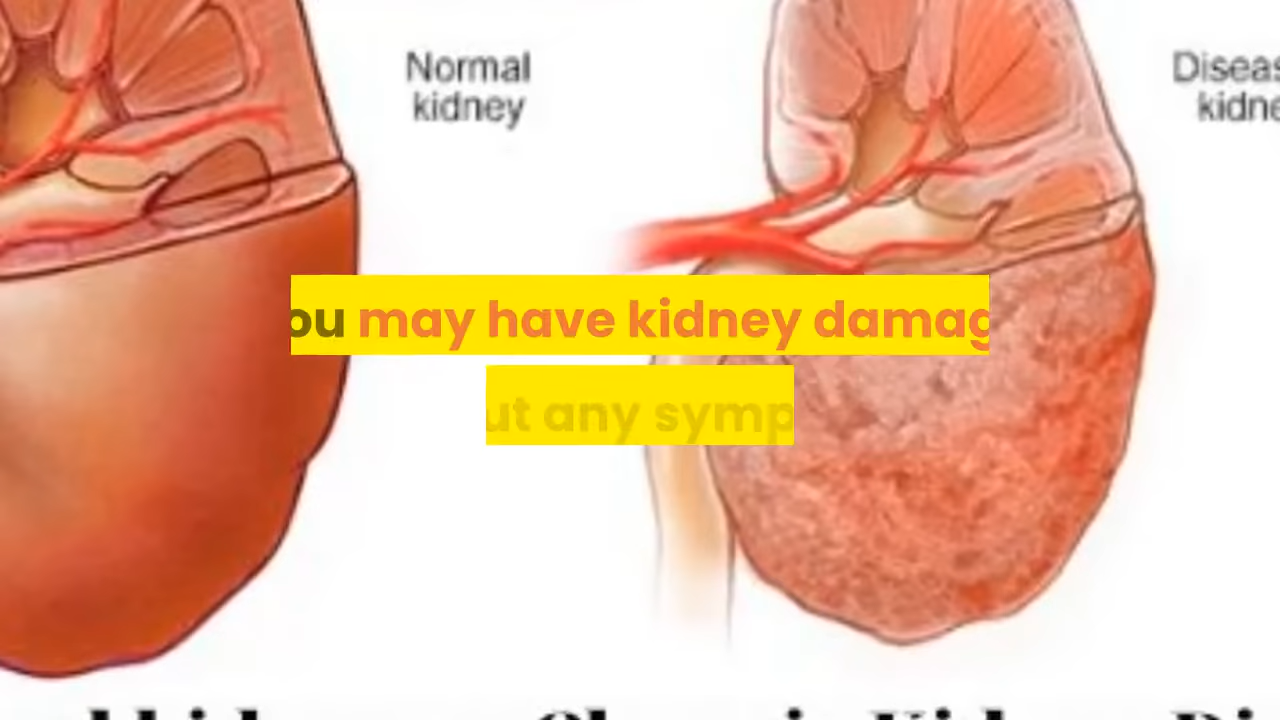 Normal
kidney
Diseas
kidne
ou may have kidney damag
ut any symp